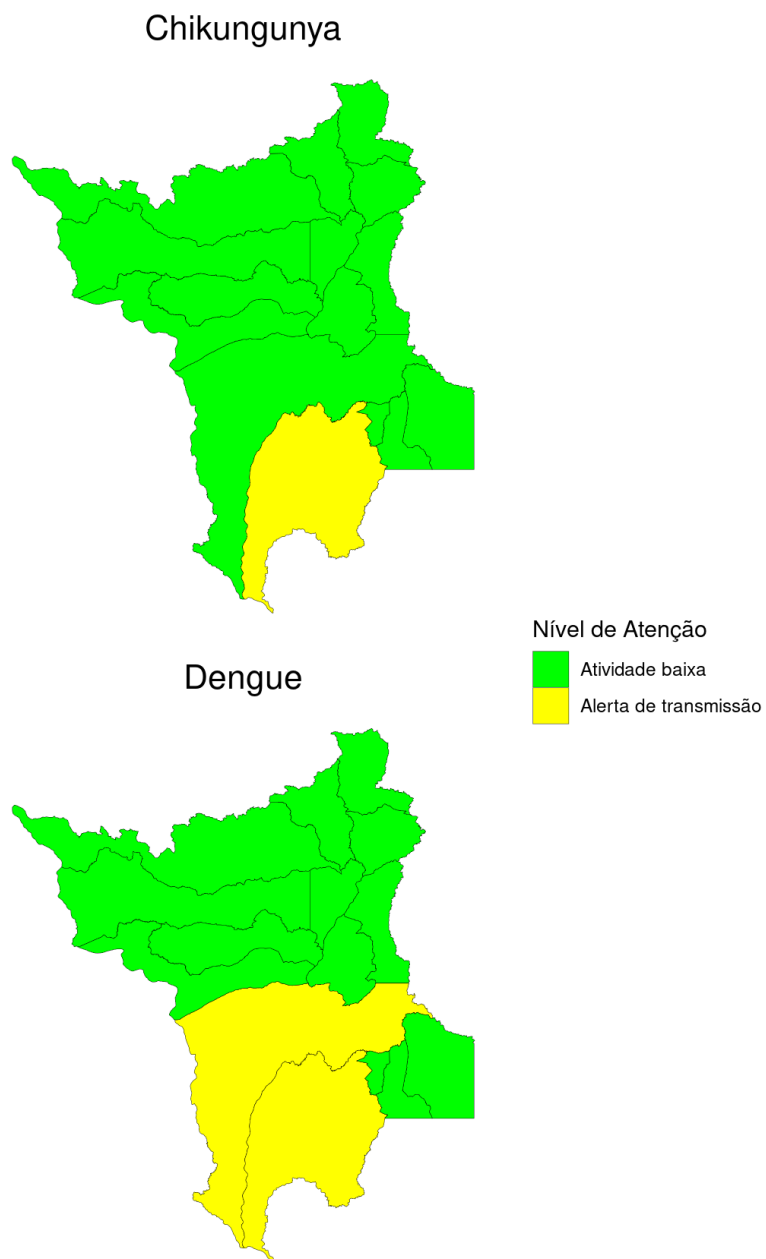 Chikungunya
Nível de Atenção
Atividade baixa
Alerta de transmissão
Dengue